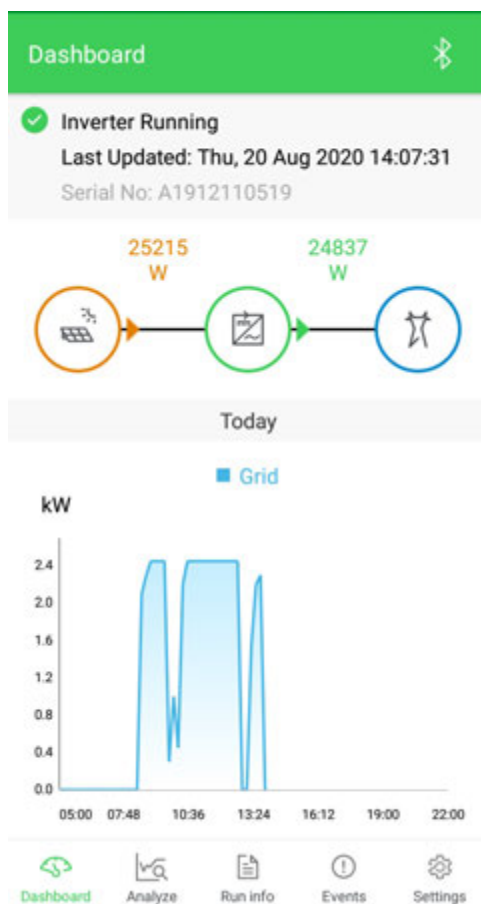 Dashboard
Inverter Running
Last Updated: Thu, 20 Aug 2020 14:07:31
Serial No: A1912110519
25215
W
24837
W
Today
Grid
kW
2.4
2.0
1.6
1.2
0.8
0.4
0.0
05:00 07:48 10:36 13:24 16:12 19:00 22:00
Dashboard Analyze Run info Events Settings